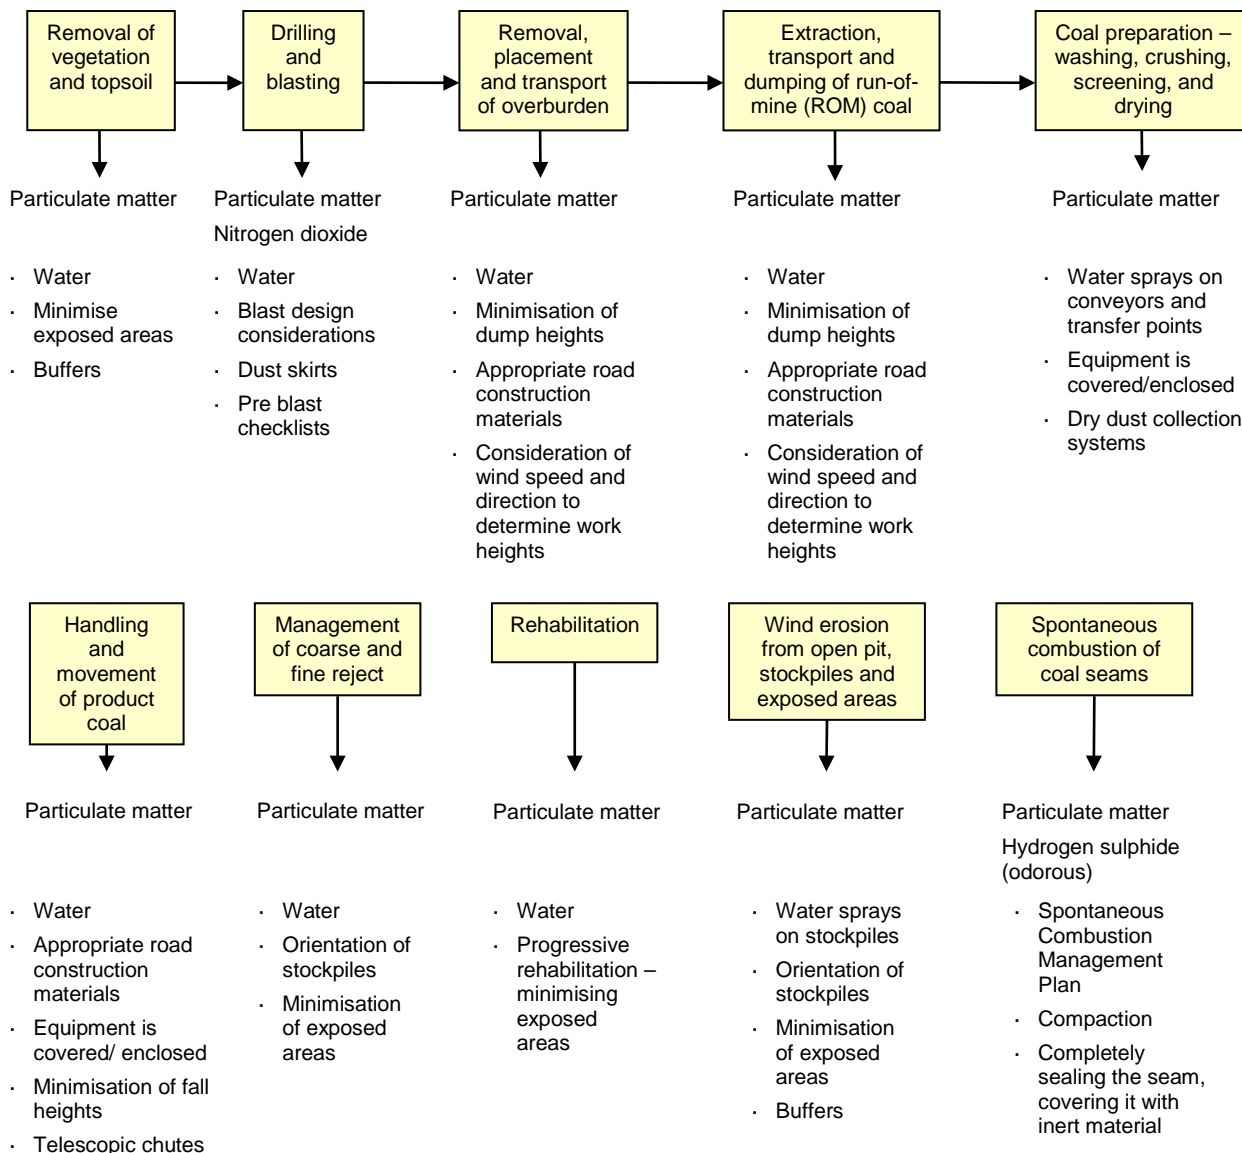 Removal of
vegetation
and topsoil
Drilling
and
blasting
Removal,
placement
and transport
of overburden
Extraction,
transport and
dumping of run-of-
mine (ROM) coal
Coal preparation –
washing, crushing,
screening, and
drying
Particulate matter
Particulate matter
Nitrogen dioxide
Particulate matter
Particulate matter
Particulate matter
· Water
· Minimise
exposed areas
· Buffers
· Water
· Blast design
considerations
· Dust skirts
· Pre blast
checklists
· Water
· Minimisation of
dump heights
· Appropriate road
construction
materials
· Consideration of
wind speed and
direction to
determine work
heights
· Water
· Minimisation of
dump heights
· Appropriate road
construction
materials
· Consideration of
wind speed and
direction to
determine work
heights
· Water sprays on
conveyors and
transfer points
· Equipment is
covered/enclosed
· Dry dust collection
systems
Handling
and
movement
of product
coal
Management
of coarse and
fine reject
Rehabilitation
Wind erosion
from open pit,
stockpiles and
exposed areas
Spontaneous
combustion of
coal seams
Particulate matter
Particulate matter
Particulate matter
Particulate matter
Particulate matter
Hydrogen sulphide
(odorous)
· Water
· Appropriate road
construction
materials
· Equipment is
covered/ enclosed
· Minimisation of fall
heights
· Telescopic chutes
· Water
· Orientation of
stockpiles
· Minimisation
of exposed
areas
· Water
· Progressive
rehabilitation –
minimising
exposed
areas
· Water sprays
on stockpiles
· Orientation of
stockpiles
· Minimisation
of exposed
areas
· Buffers
· Spontaneous
Combustion
Management
Plan
· Compaction
· Completely
sealing the seam,
covering it with
inert material